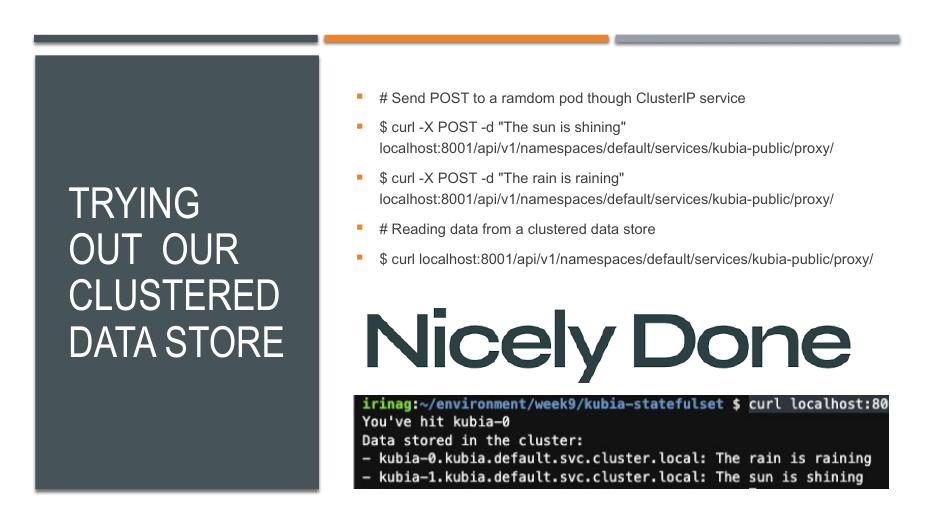 TRYING
OUT OUR
CLUSTERED
DATA STORE
# Send POST to a ramdom pod though ClusterIP service
$ curl -X POST -d "The sun is shining"
localhost:8001/api/v1/namespaces/default/services/kubia-public/proxy/
$ curl -X POST -d "The rain is raining"
localhost:8001/api/v1/namespaces/default/services/kubia-public/proxy/
# Reading data from a clustered data store
$ curl localhost:8001/api/v1/namespaces/default/services/kubia-public/proxy/
Nicely Done
irinag:~/environment/week9/kubia-statefulset $ curl localhost:80
You've hit kubia-0
Data stored in the cluster:
- kubia-0.kubia.default.svc.cluster.local: The rain is raining
- kubia-1.kubia.default.svc.cluster.local: The sun is shining